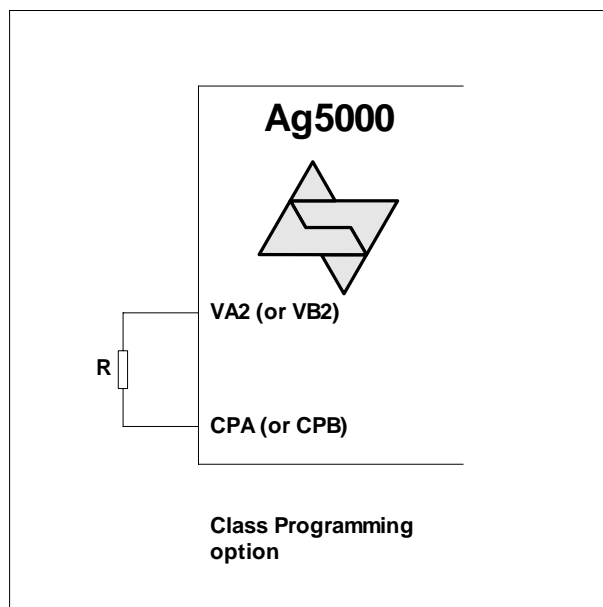 Ag5000
VA2 (or VB2)
R
CPA (or CPB)
Class Programming
option